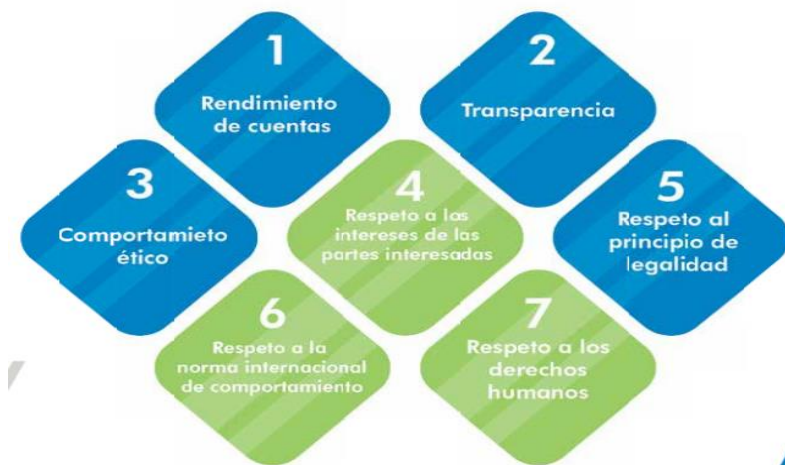 1
Rendimiento
de cuentas
2
Transparencia
3
Comportamieto
ético
4
Respeto a los
intereses de las
partes interesadas
5
Respeto al
principio de
legalidad
6
Respeto a la
norma internacional
de comportamiento
7
Respeto a los
derechos
humanos